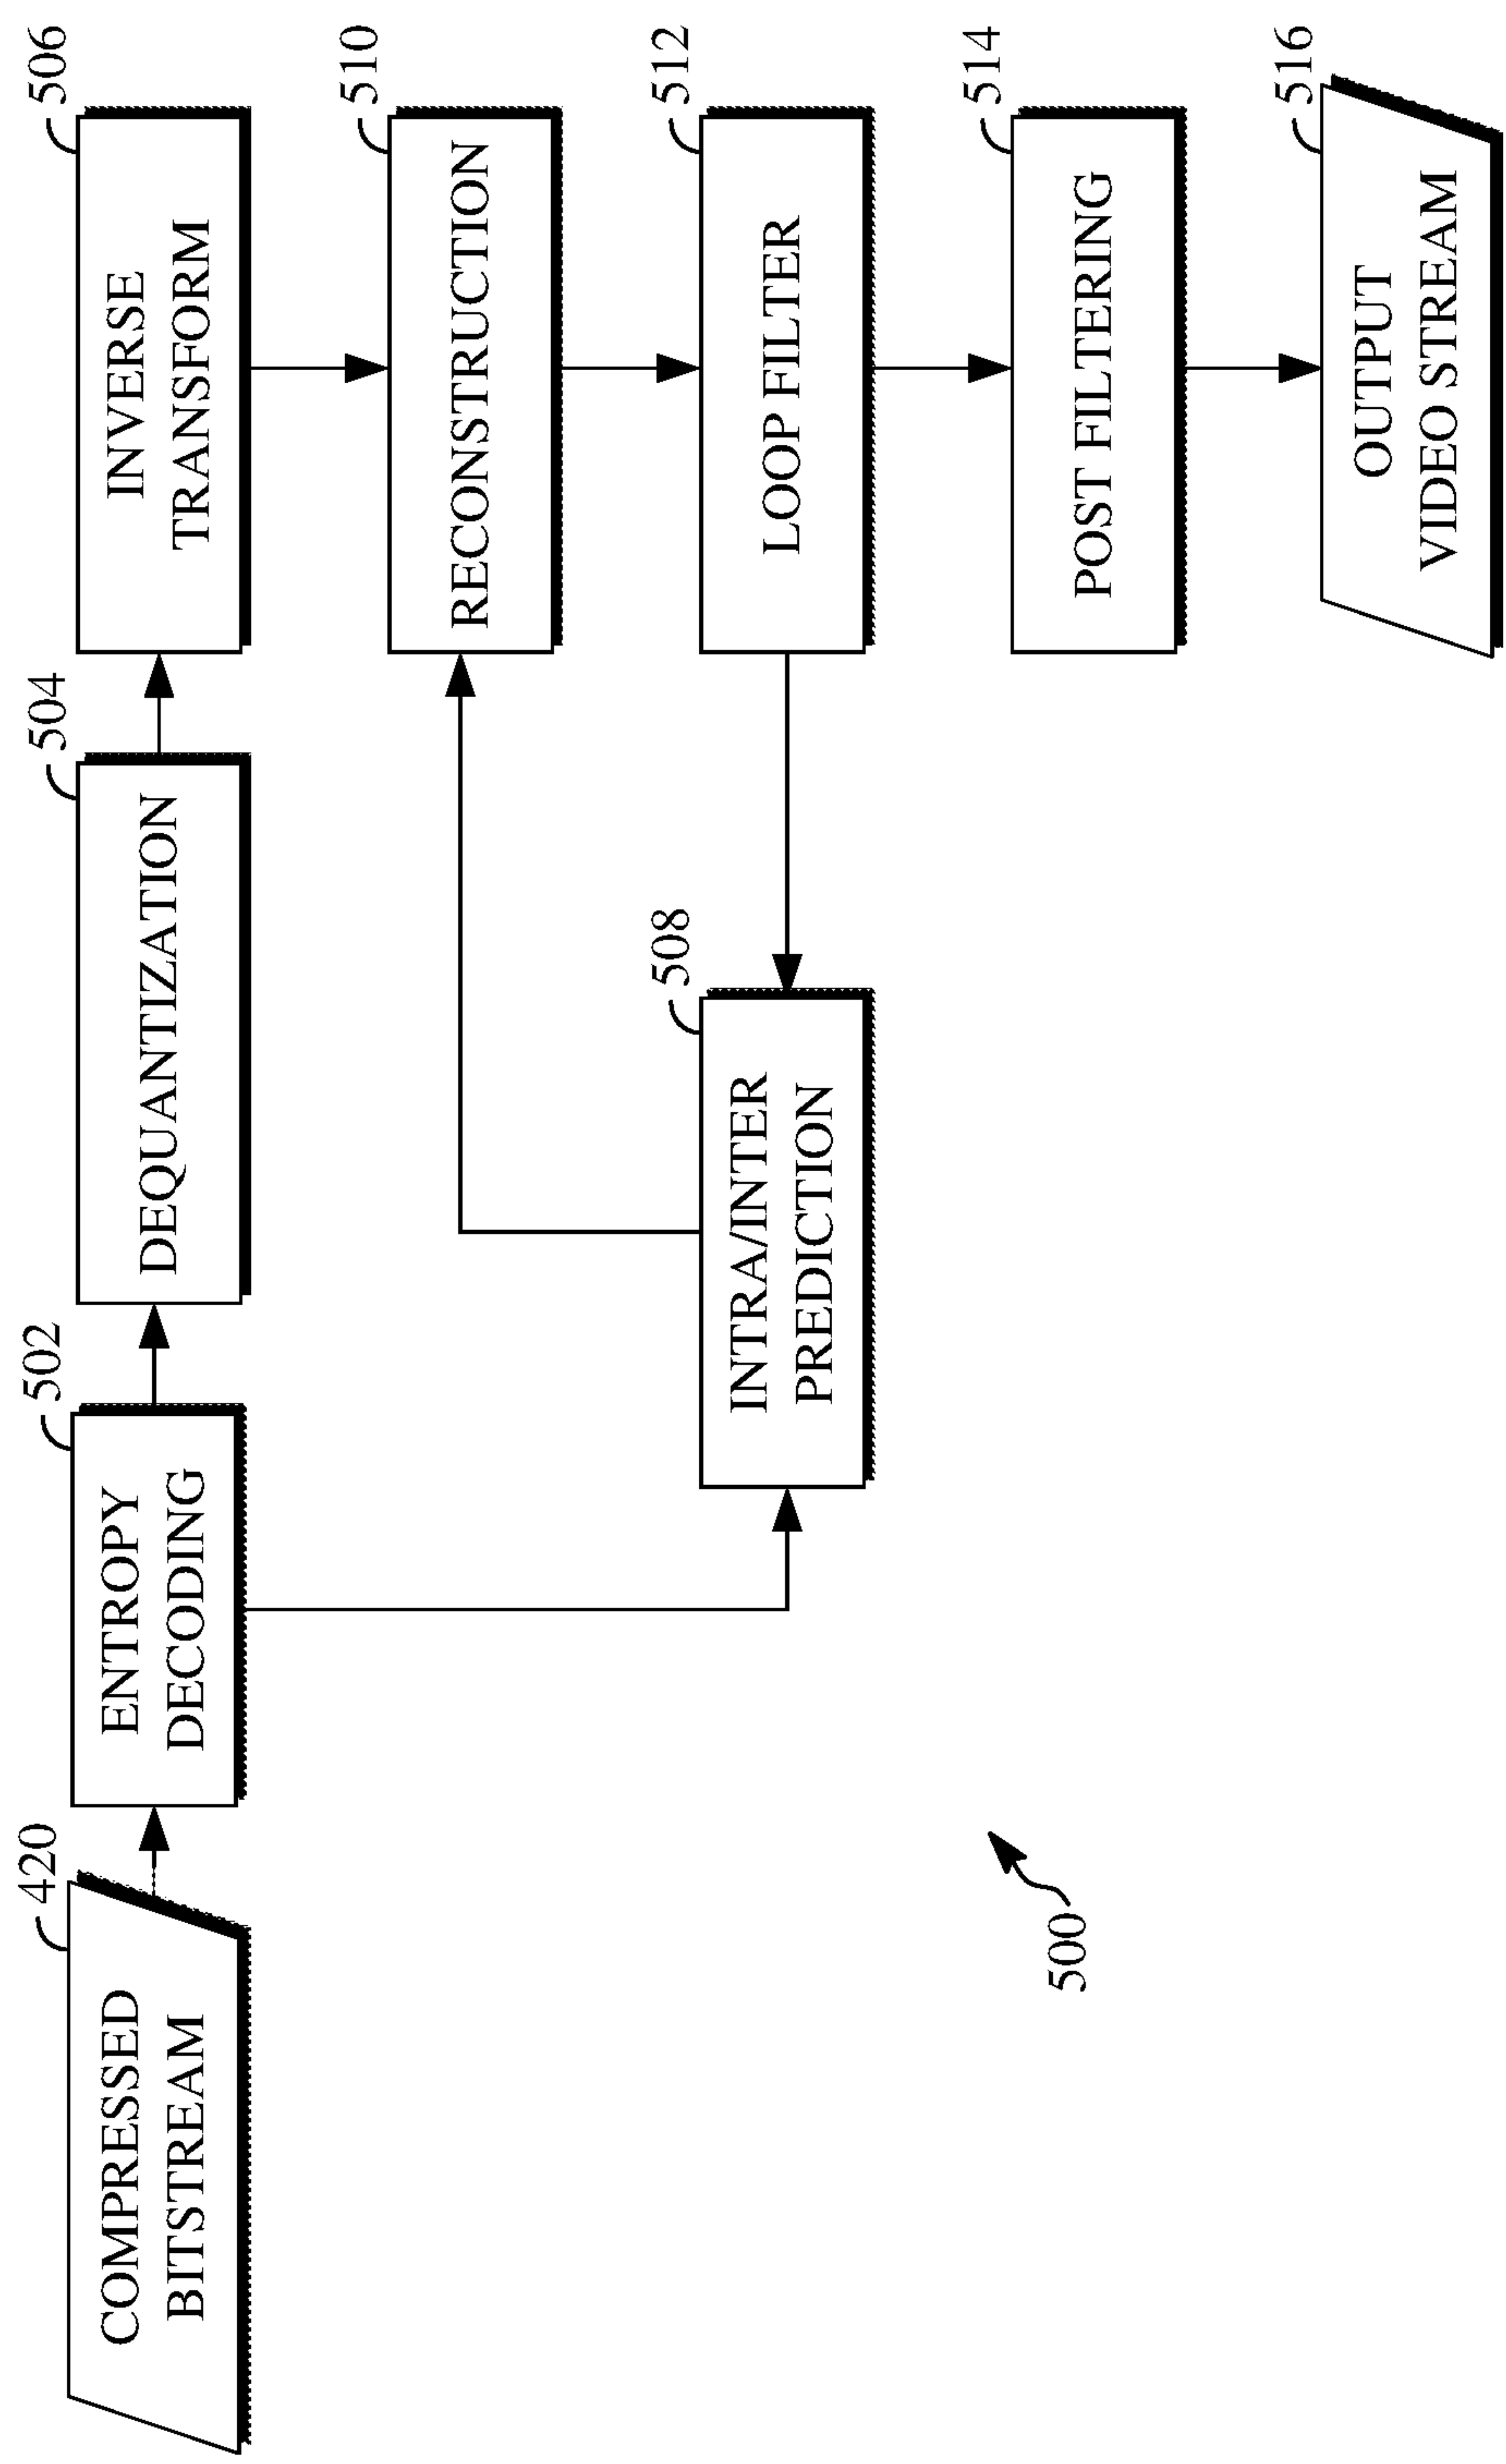 420
COMPRESSED
BITSTREAM
502
ENTROPY
DECODING
504
DEQUANTIZATION
506
INVERSE
TRANSFORM
510
RECONSTRUCTION
508
INTRA/INTER
PREDICTION
512
LOOP FILTER
514
POST FILTERING
500
516
OUTPUT
VIDEO STREAM